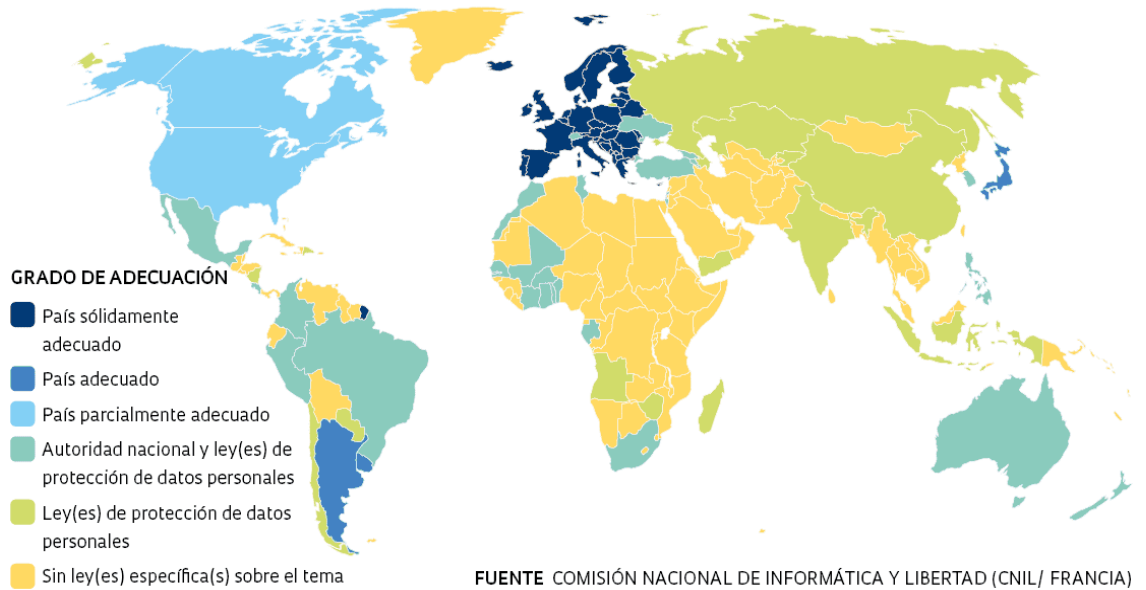 GRADO DE ADECUACIÓN
País sólidamente
adecuado
País adecuado
País parcialmente adecuado
Autoridad nacional y ley(es) de
protección de datos personales
Ley(es) de protección de datos
personales
Sin ley(es) específica(s) sobre el tema
FUENTE COMISIÓN NACIONAL DE INFORMÁTICA Y LIBERTAD (CNIL/ FRANCIA)